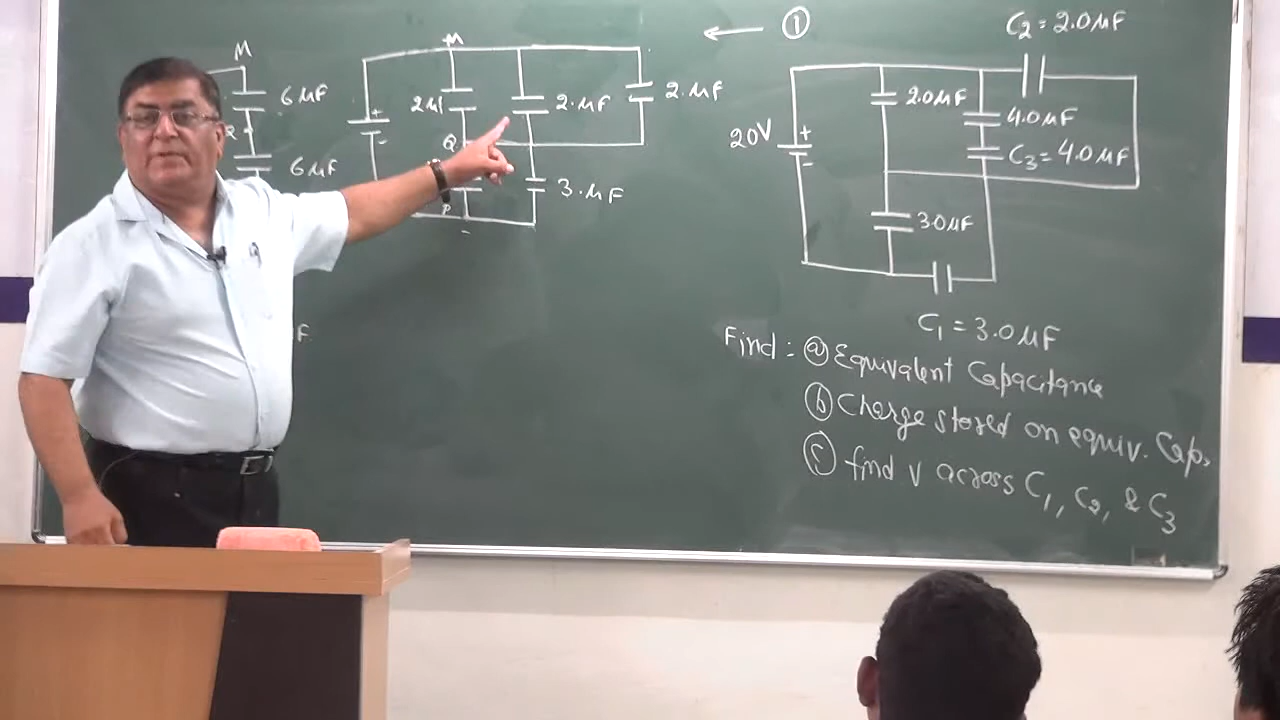 M
6 µF
R
6 µF
F
M
+
-
2µf
2.µF
2.µF
Q
3.µF
P
-
①
C2 = 2.0µF
20V
+
-
2.0µF
4.0µF
C3=4.0µF
3.0µF
C1 = 3.0µF
Find: ⓐ Equivalent Capacitance
ⓑ Charge stored on equiv. Cap.
ⓒ find V across C1, C2, & C3